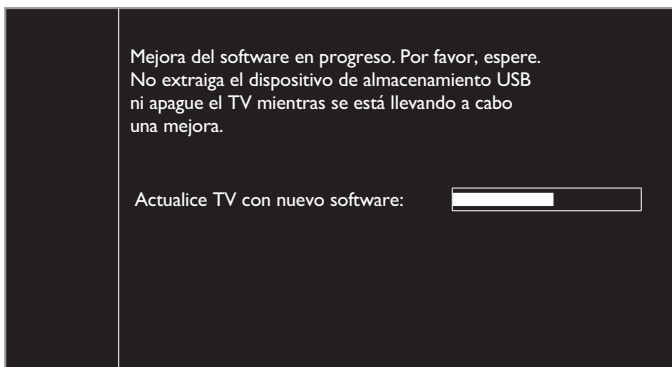 Mejora del software en progreso. Por favor, espere.
No extraiga el dispositivo de almacenamiento USB
ni apague el TV mientras se está llevando a cabo
una mejora.
Actualice TV con nuevo software: